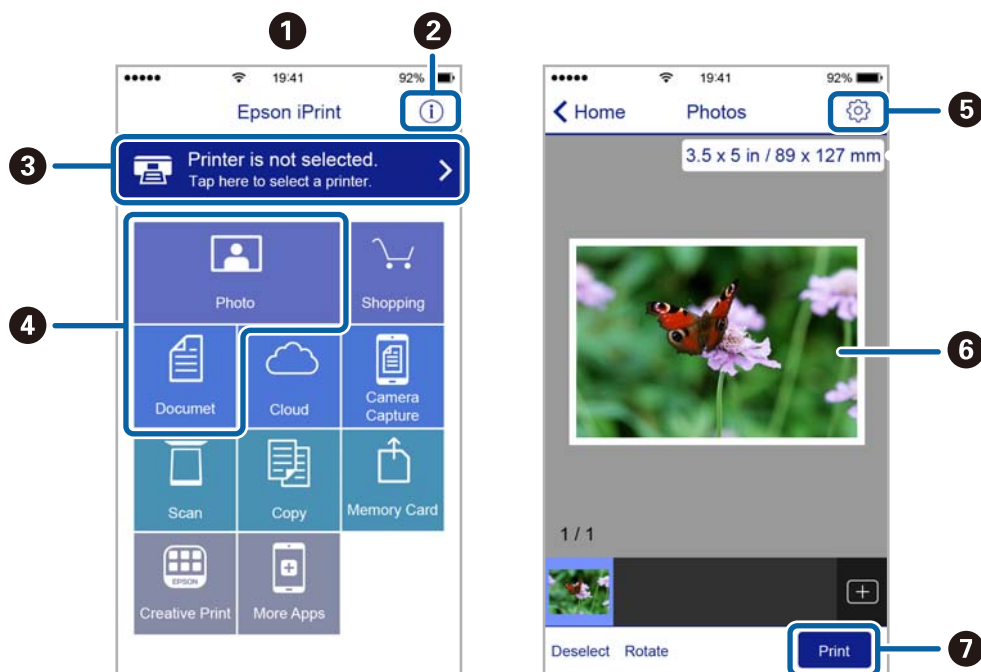 1
2
19:41
92%
Epson iPrint
3
Printer is not selected.
Tap here to select a printer.
4
Photo
Shopping
Documet
Cloud
Camera
Capture
Scan
Copy
Memory Card
EPSON
Creative Print
More Apps
19:41
92%
Home
Photos
5
3.5 x 5 in / 89 x 127 mm
6
1 / 1
Deselect
Rotate
Print
7